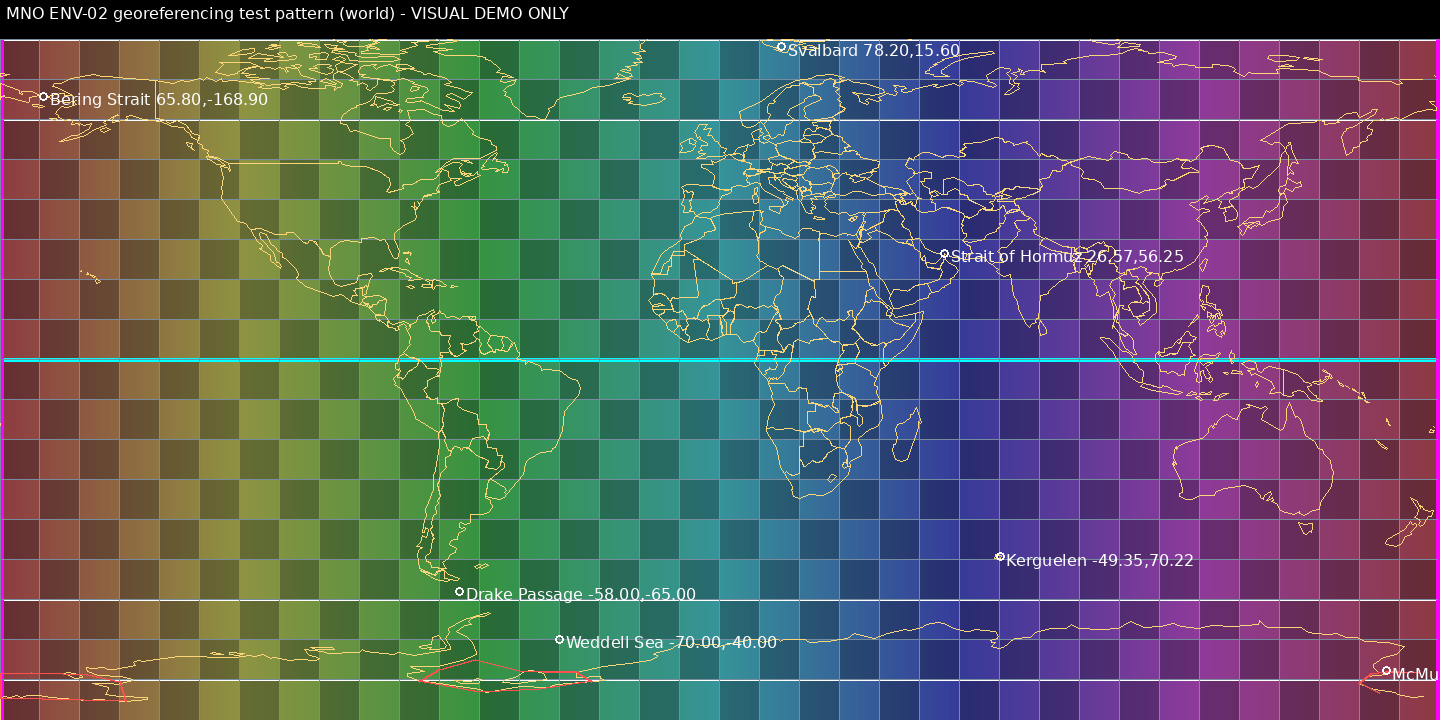 MNO ENV-02 georeferencing test pattern (world) - VISUAL DEMO ONLY
Svalbard 78.20,15.60
Bering Strait 65.80,-168.90
Strait of Hormuz 26.57,56.25
Kerguelen -49.35,70.22
Drake Passage -58.00,-65.00
Weddell Sea -70.00,-40.00
McMu